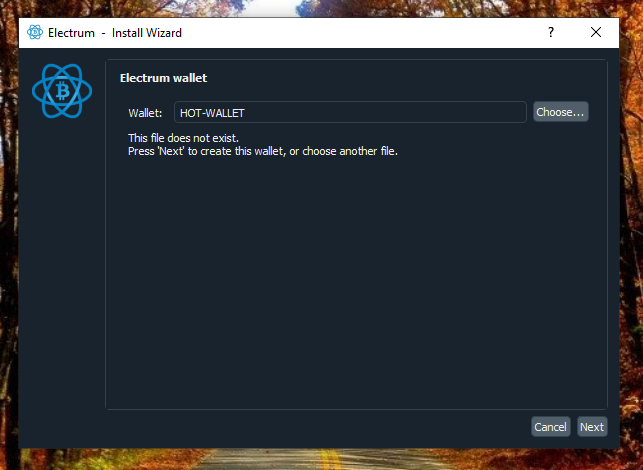 Electrum - Install Wizard
?
Electrum wallet
Wallet: HOT-WALLET Choose...
This file does not exist.
Press 'Next' to create this wallet, or choose another file.
Cancel Next